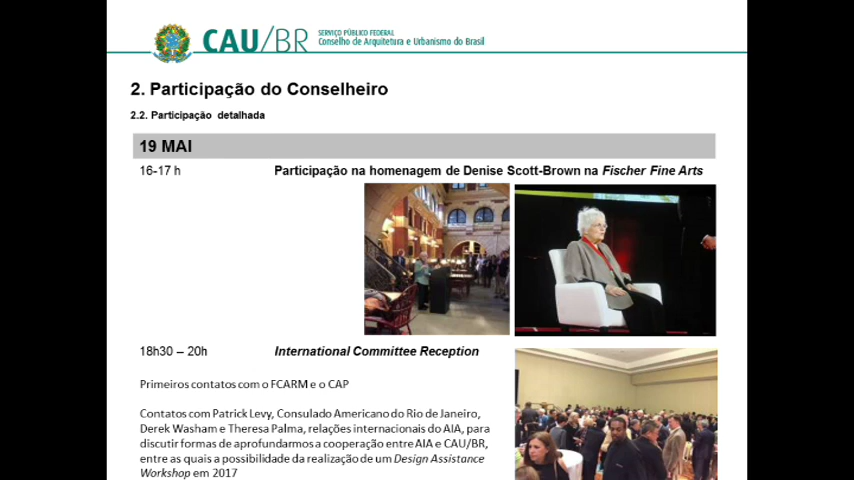 CAU/BR
SERVIÇO PÚBLICO FEDERAL
Conselho de Arquitetura e Urbanismo do Brasil
2. Participação do Conselheiro
2.2. Participação detalhada
19 MAI
16-17 h Participação na homenagem de Denise Scott-Brown na Fischer Fine Arts
18h30 – 20h International Committee Reception
Primeiros contatos com o FCARM e o CAP
Contatos com Patrick Levy, Consulado Americano do Rio de Janeiro,
Derek Washam e Theresa Palma, relações internacionais do AIA, para
discutir formas de aprofundarmos a cooperação entre AIA e CAU/BR,
entre as quais a possibilidade da realização de um Design Assistance
Workshop em 2017